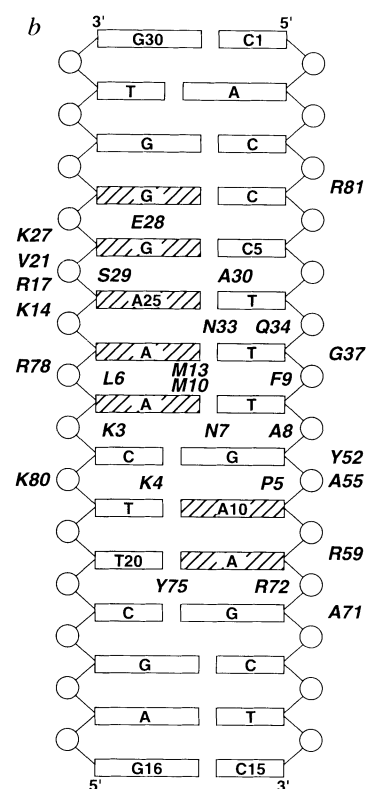 b
3' 5'
G30 C1
T A
G C
G C R81
E28
K27 G C5
V21 S29 A30
R17 A25 T
K14 N33 Q34
A T G37
R78 L6 M13 F9
M10
A T
K3 N7 A8
C G Y52
K80 K4 P5 A55
T A10
T20 A R59
Y75 R72
C G A71
G C
A T
G16 C15
5' 3'